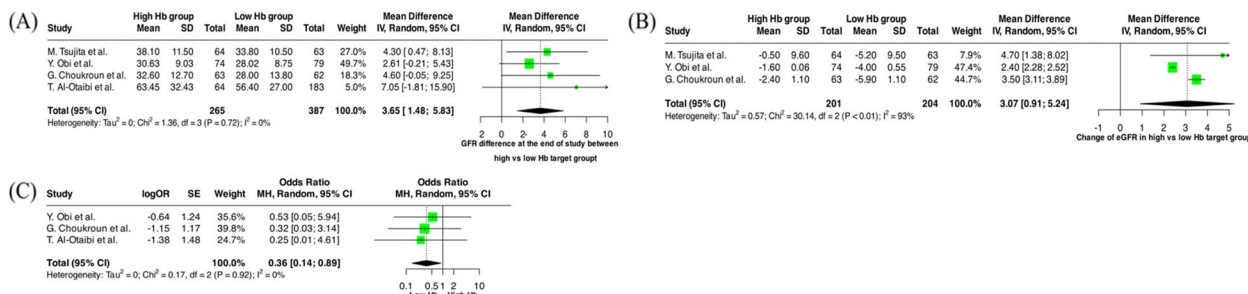 (A)
High Hb group Low Hb group Mean Difference Mean Difference
Study Mean SD Total Mean SD Total Weight IV, Random, 95% CI IV, Random, 95% CI
M. Tsujita et al. 38.10 11.50 64 33.80 10.50 63 27.0% 4.30 [ 0.47; 8.13]
Y. Obi et al. 30.63 9.03 74 28.02 8.75 79 49.7% 2.61 [-0.21; 5.43]
G. Choukroun et al. 32.60 12.70 63 28.00 13.80 62 18.3% 4.60 [-0.05; 9.25]
T. Al-Otaibi et al. 63.45 32.43 64 56.40 27.00 183 5.0% 7.05 [-1.81; 15.90]
Total (95% CI) 265 387 100.0% 3.65 [ 1.48; 5.83]
Heterogeneity: Tau² = 0; Chi² = 1.36, df = 3 (P = 0.72); I² = 0%
2 0 2- 4 6 8 10
GFR difference at the end of study between
high vs low Hb target groupt
(B)
High Hb group Low Hb group Mean Difference Mean Difference
Study Mean SD Total Mean SD Total Weight IV, Random, 95% CI IV, Random, 95% CI
M. Tsujita et al. -0.50 9.60 64 -5.20 9.50 63 7.9% 4.70 [1.38; 8.02]
Y. Obi et al. -1.60 0.06 74 -4.00 0.55 79 47.4% 2.40 [2.28; 2.52]
G. Choukroun et al. -2.40 1.10 63 -5.90 1.10 62 44.7% 3.50 [3.11; 3.89]
Total (95% CI) 201 204 100.0% 3.07 [0.91; 5.24]
Heterogeneity: Tau² = 0.57; Chi² = 30.14, df = 2 (P < 0.01); I² = 93%
-1 0 1 2 3 4 5
Change of eGFR in high vs low Hb target groupt
(C)
Odds Ratio Odds Ratio
Study logOR SE Weight MH, Random, 95% CI MH, Random, 95% CI
Y. Obi et al. -0.64 1.24 35.6% 0.53 [0.05; 5.94]
G. Choukroun et al. -1.15 1.17 39.8% 0.32 [0.03; 3.14]
T. Al-Otaibi et al. -1.38 1.48 24.7% 0.25 [0.01; 4.61]
Total (95% CI) 100.0% 0.36 [0.14; 0.89]
Heterogeneity: Tau² = 0; Chi² = 0.17, df = 2 (P = 0.92); I² = 0%
0.1 0.5 1 2 10